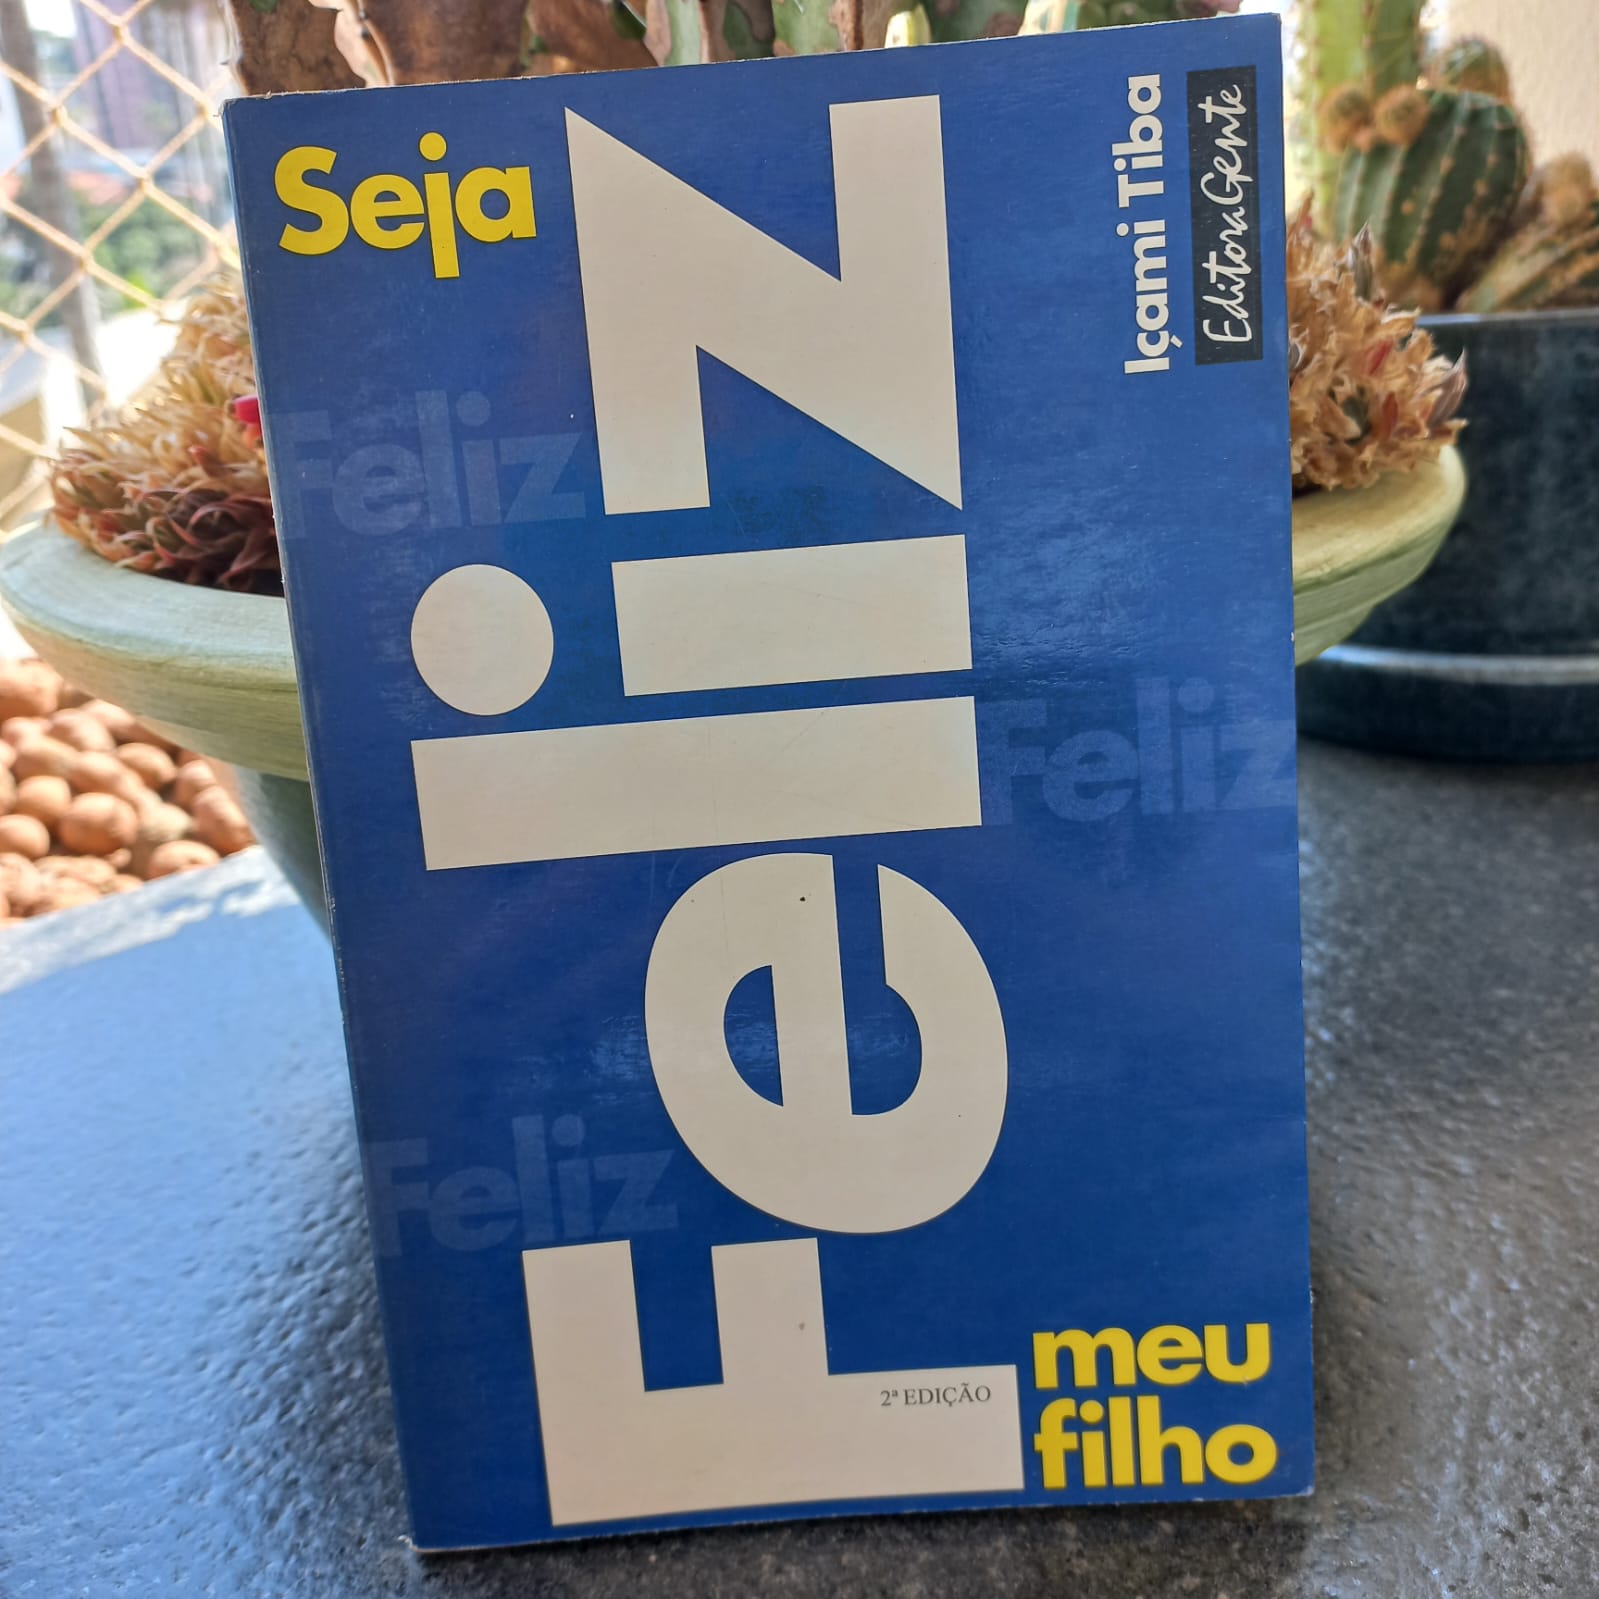 Seja
Feliz
meu
filho
Içami Tiba
Editora Gente
Feliz
Feliz
Feliz
2ª EDIÇÃO